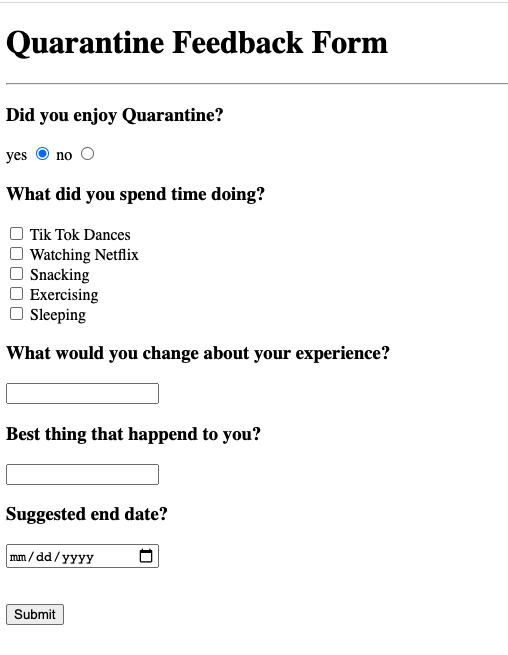 Quarantine Feedback Form
Did you enjoy Quarantine?
yes no
What did you spend time doing?
Tik Tok Dances
Watching Netflix
Snacking
Exercising
Sleeping
What would you change about your experience?
Best thing that happend to you?
Suggested end date?
mm/dd/yyyy
Submit